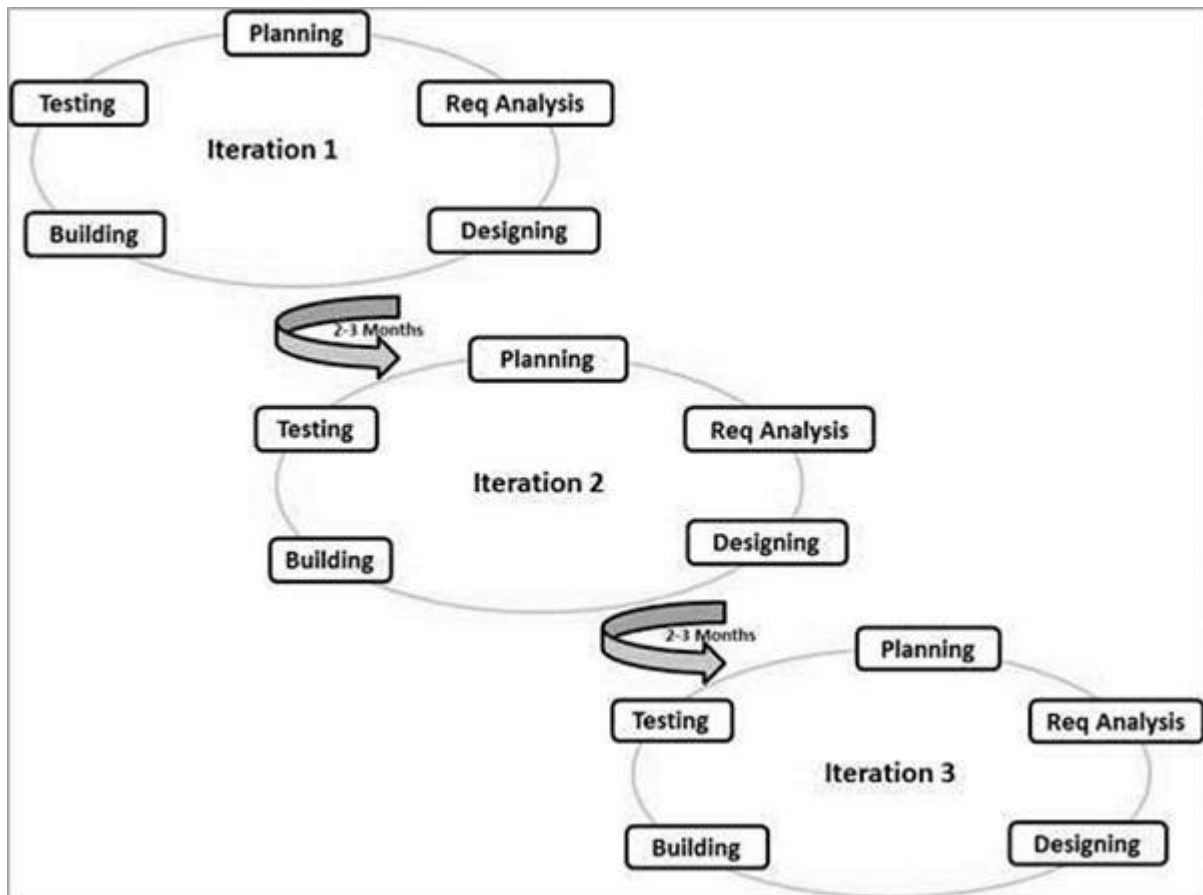 Planning
Testing
Req Analysis
Iteration 1
Building
Designing
2-3 Months
Planning
Testing
Req Analysis
Iteration 2
Building
Designing
2-3 Months
Planning
Testing
Req Analysis
Iteration 3
Building
Designing